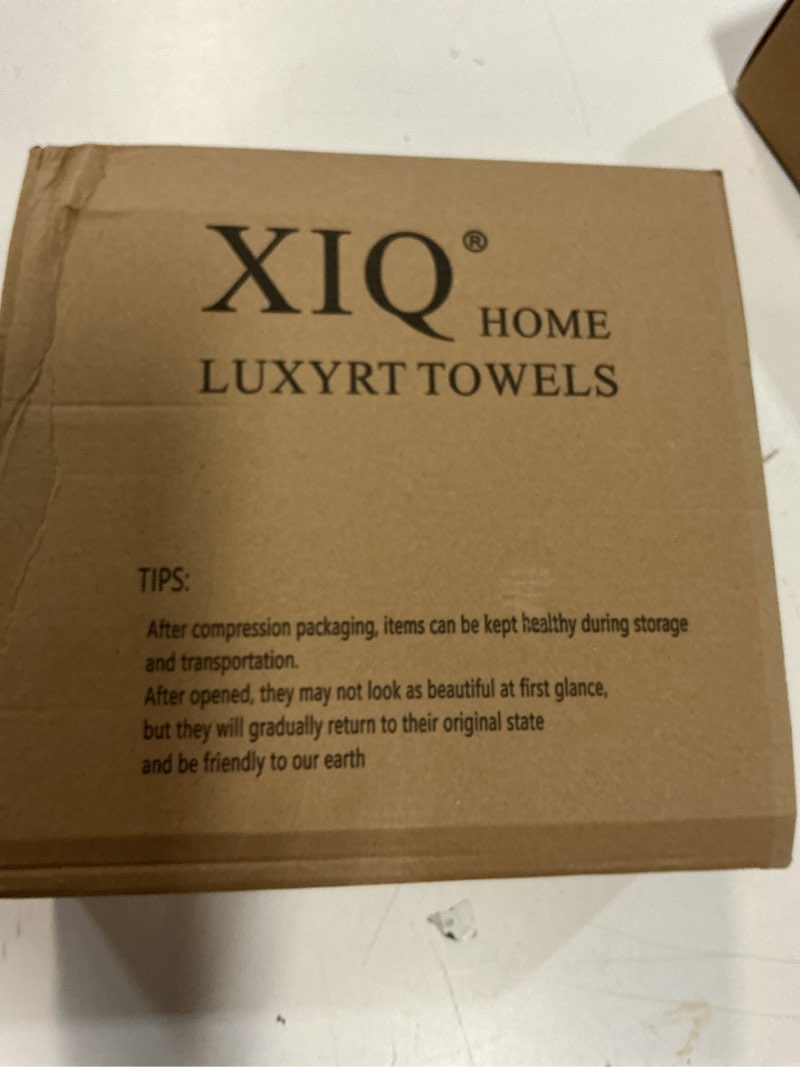 XIQ® HOME
LUXYRT TOWELS
TIPS:
After compression packaging, items can be kept healthy during storage
and transportation.
After opened, they may not look as beautiful at first glance,
but they will gradually return to their original state
and be friendly to our earth